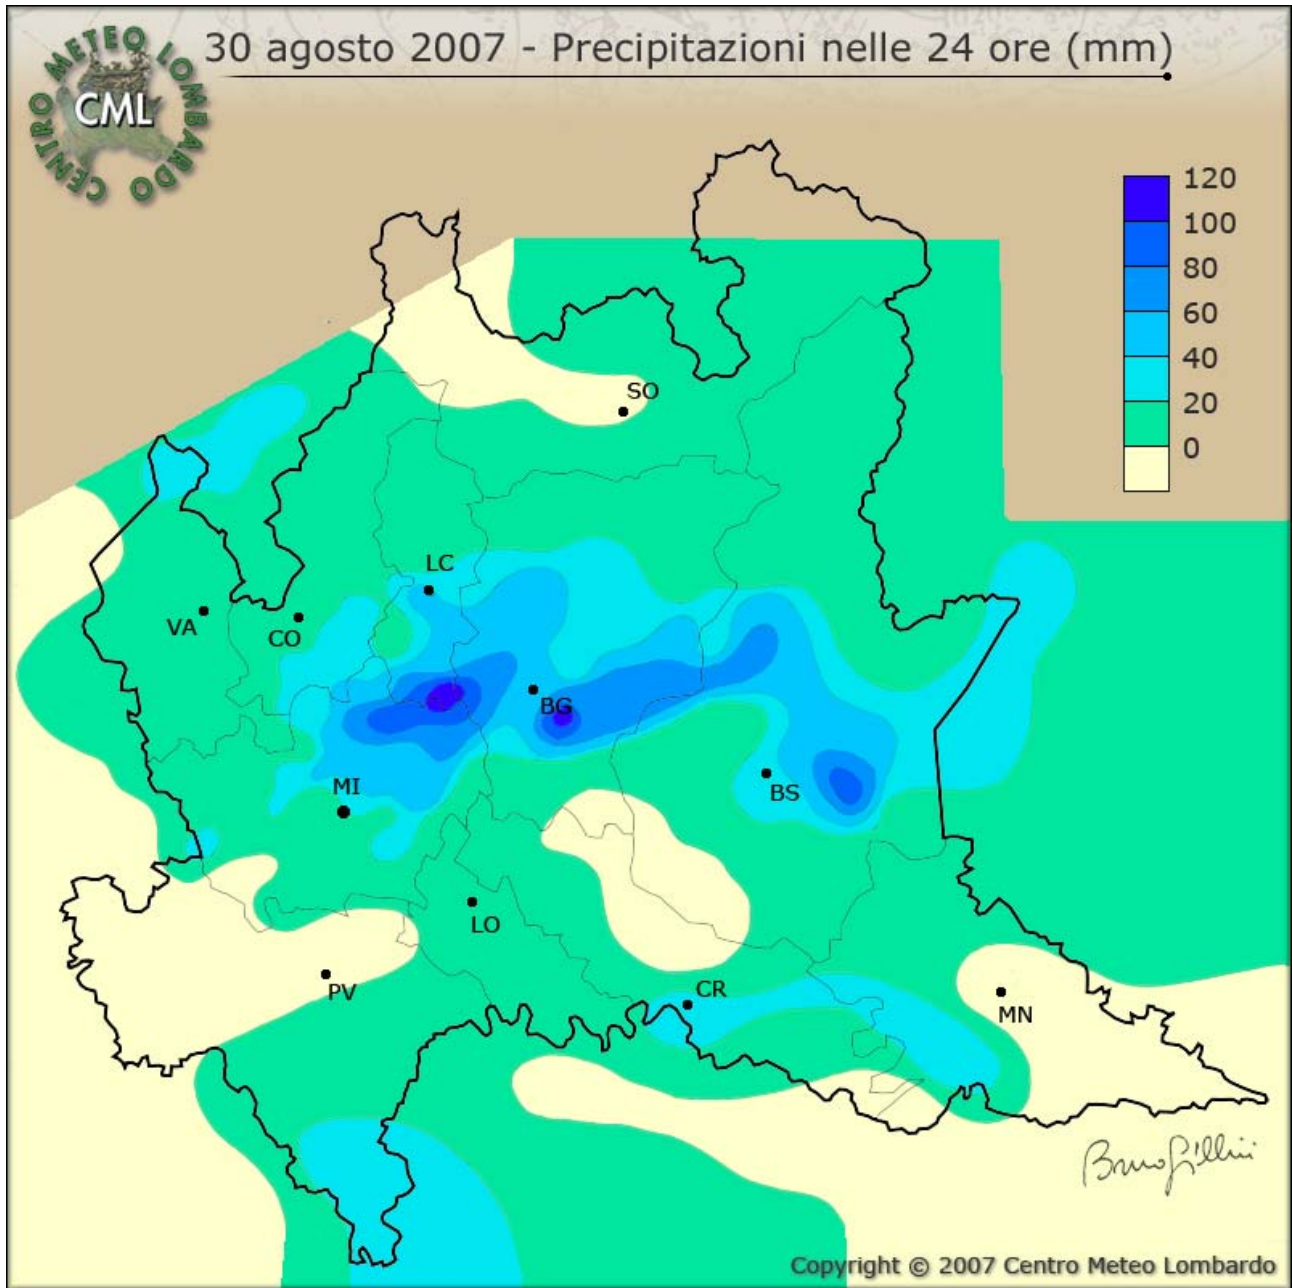 CENTRO METEO LOMBARDO
CML
30 agosto 2007 - Precipitazioni nelle 24 ore (mm)
120
100
80
60
40
20
0
SO
LC
VA
CO
BG
MI
BS
LO
PV
CR
MN
Copyright © 2007 Centro Meteo Lombardo